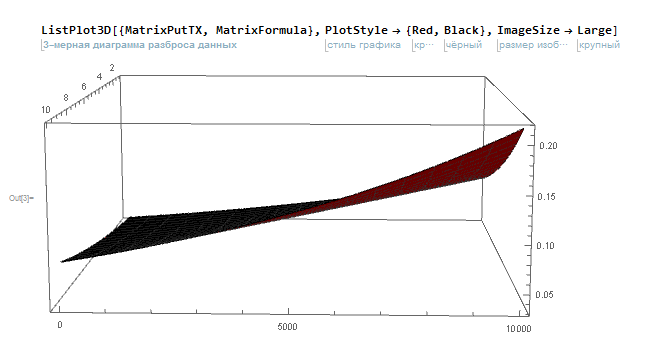 ListPlot3D[{MatrixPutTX, MatrixFormula}, PlotStyle → {Red, Black}, ImageSize → Large]
3-мерная диаграмма разброса данных стиль графика кр⋯ чёрный размер изоб⋯ крупный
2
4
6
8
10
0.20
0.15
Out[3]=
0.10
0.05
0 5000 10000